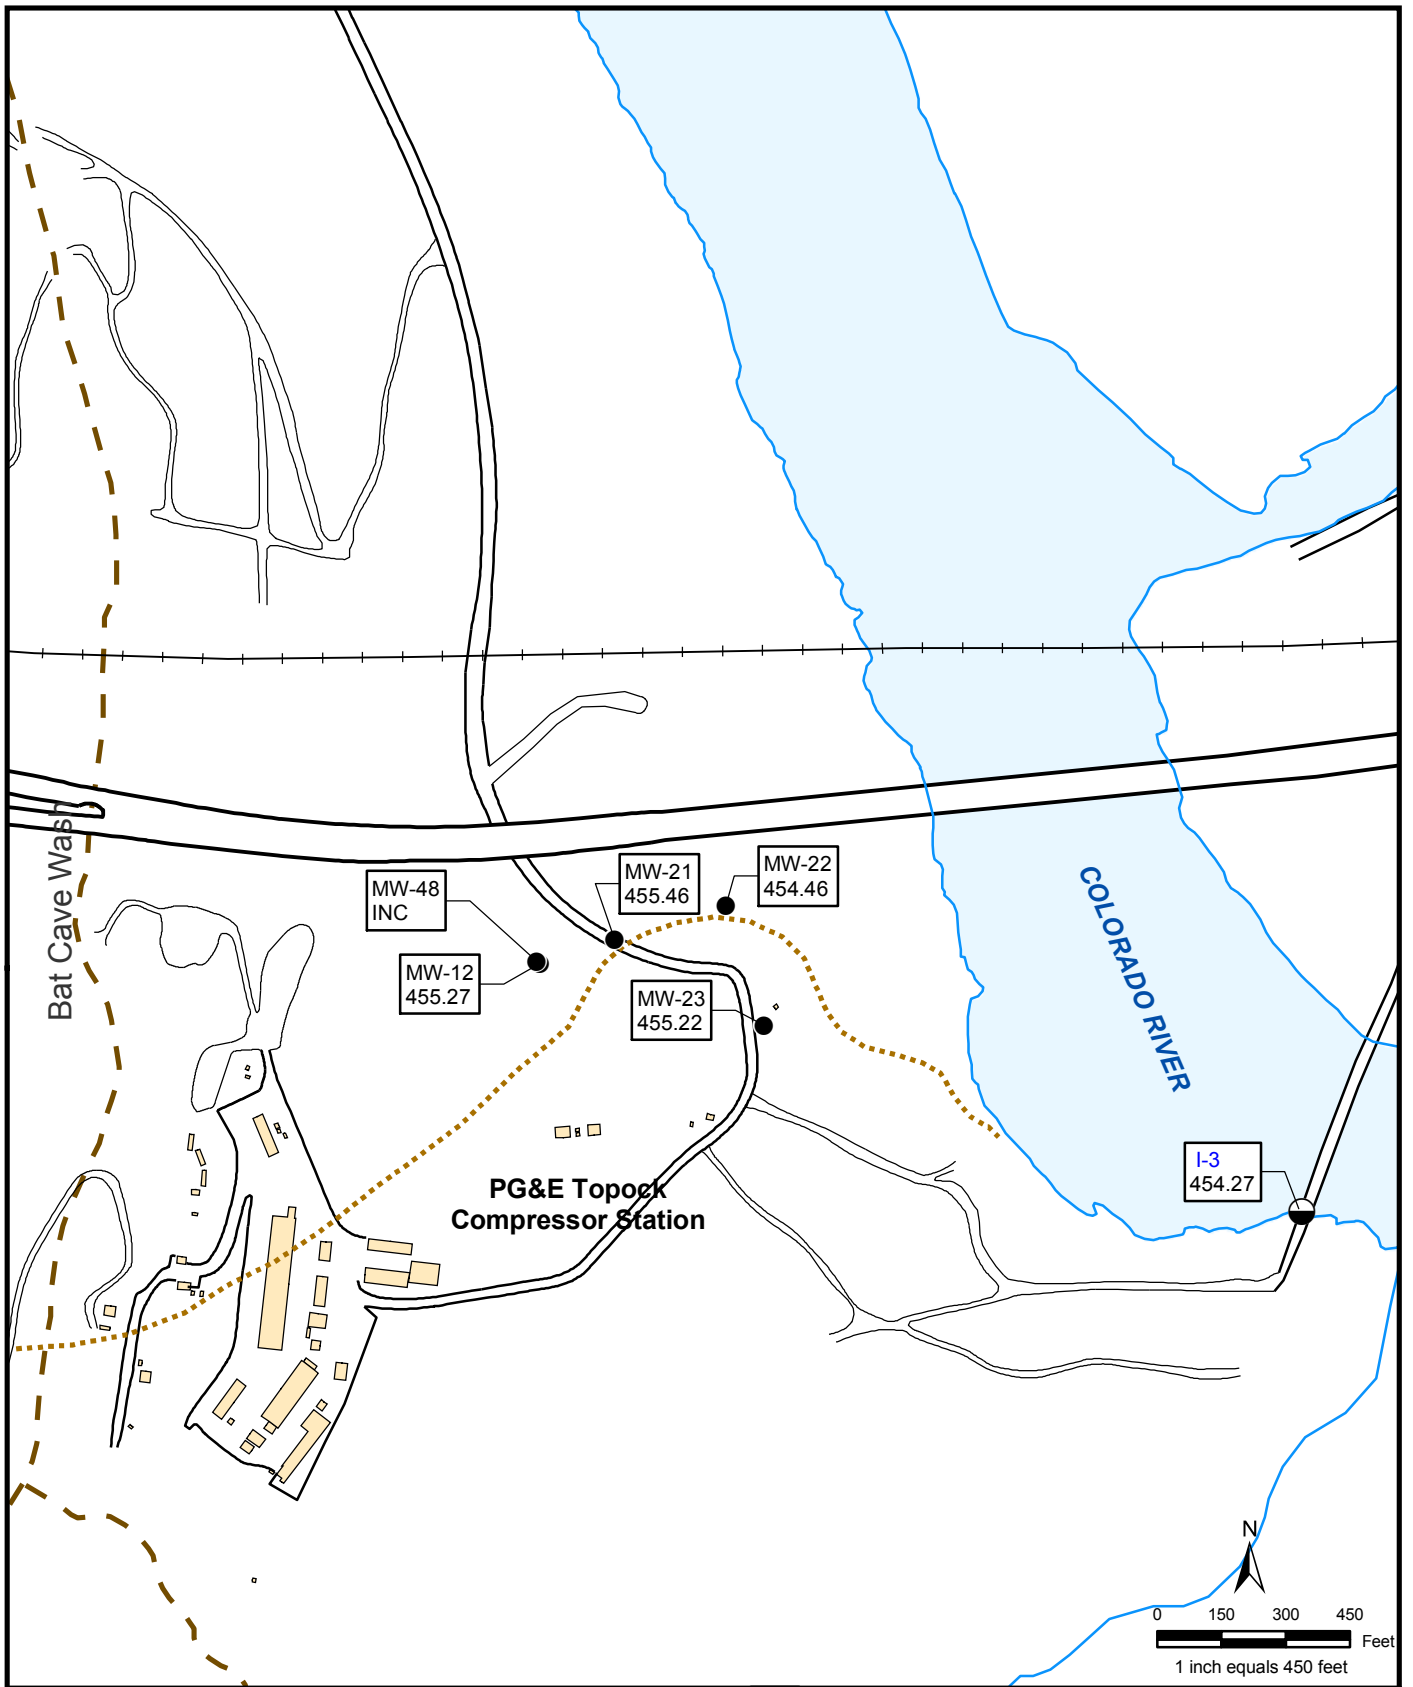 MW-22
454.46
MW-21
455.46
MW-48
INC
MW-12
455.27
MW-23
455.22
Bat Cave Wash
COLORADO RIVER
I-3
454.27
PG&E Topock
Compressor Station
N
0 150 300 450
Feet
1 inch equals 450 feet